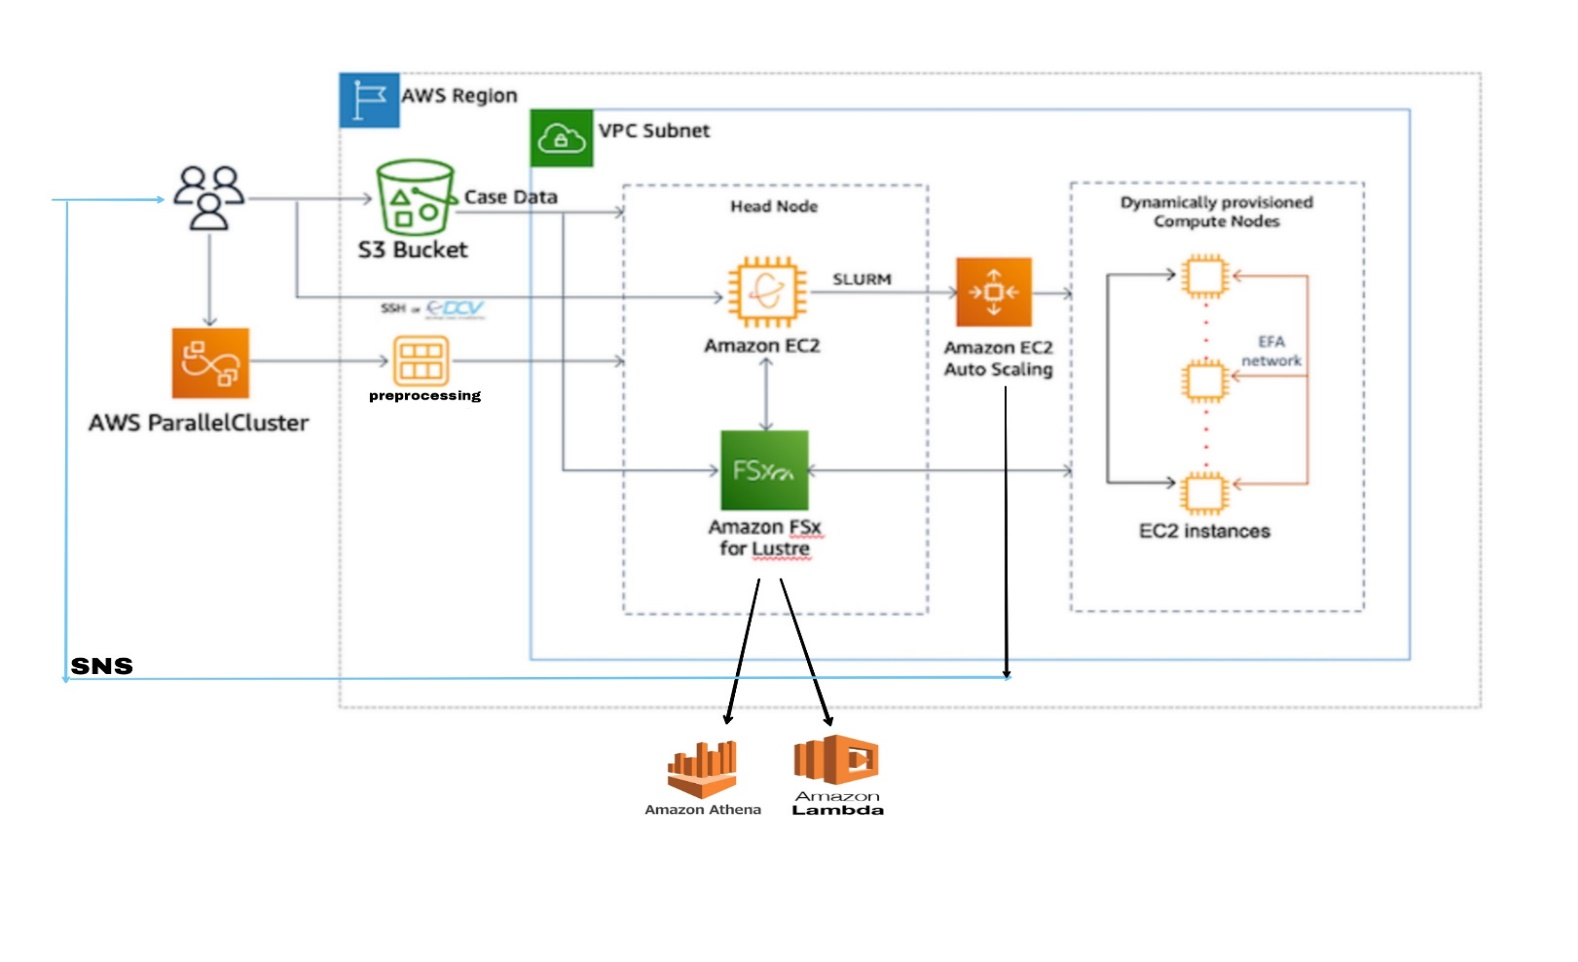 AWS Region
VPC Subnet
Case Data
S3 Bucket
Head Node
Dynamically provisioned
Compute Nodes
SLURM
SSH or DCV
Amazon EC2
Amazon EC2
Auto Scaling
EFA
network
preprocessing
AWS ParallelCluster
FSx
Amazon FSx
for Lustre
EC2 instances
SNS
Amazon Athena
Amazon
Lambda